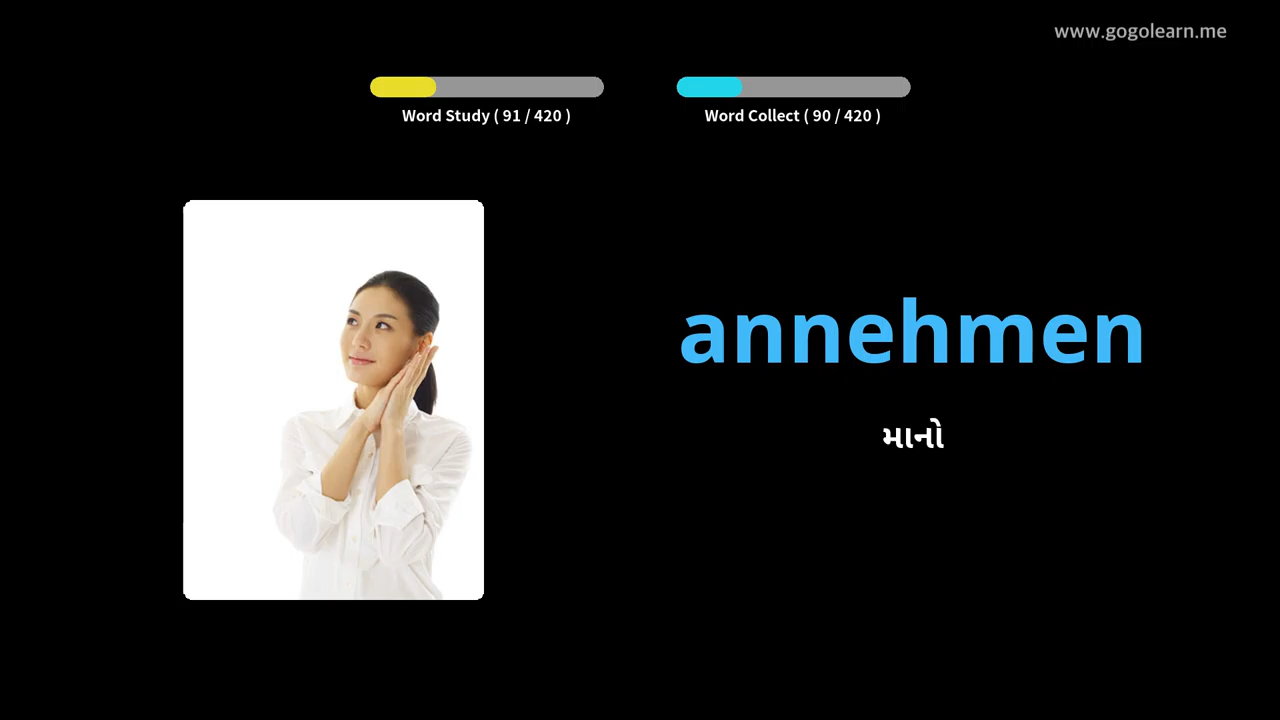 www.gogolearn.me
Word Study ( 91 / 420 )
Word Collect ( 90 / 420 )
annehmen
માનો